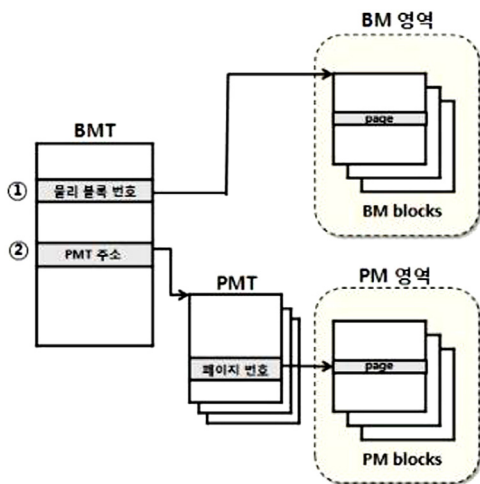 BM 영역
BMT
page
① 물리 블록 번호
BM blocks
② PMT 주소
PMT
PM 영역
페이지 번호
page
PM blocks